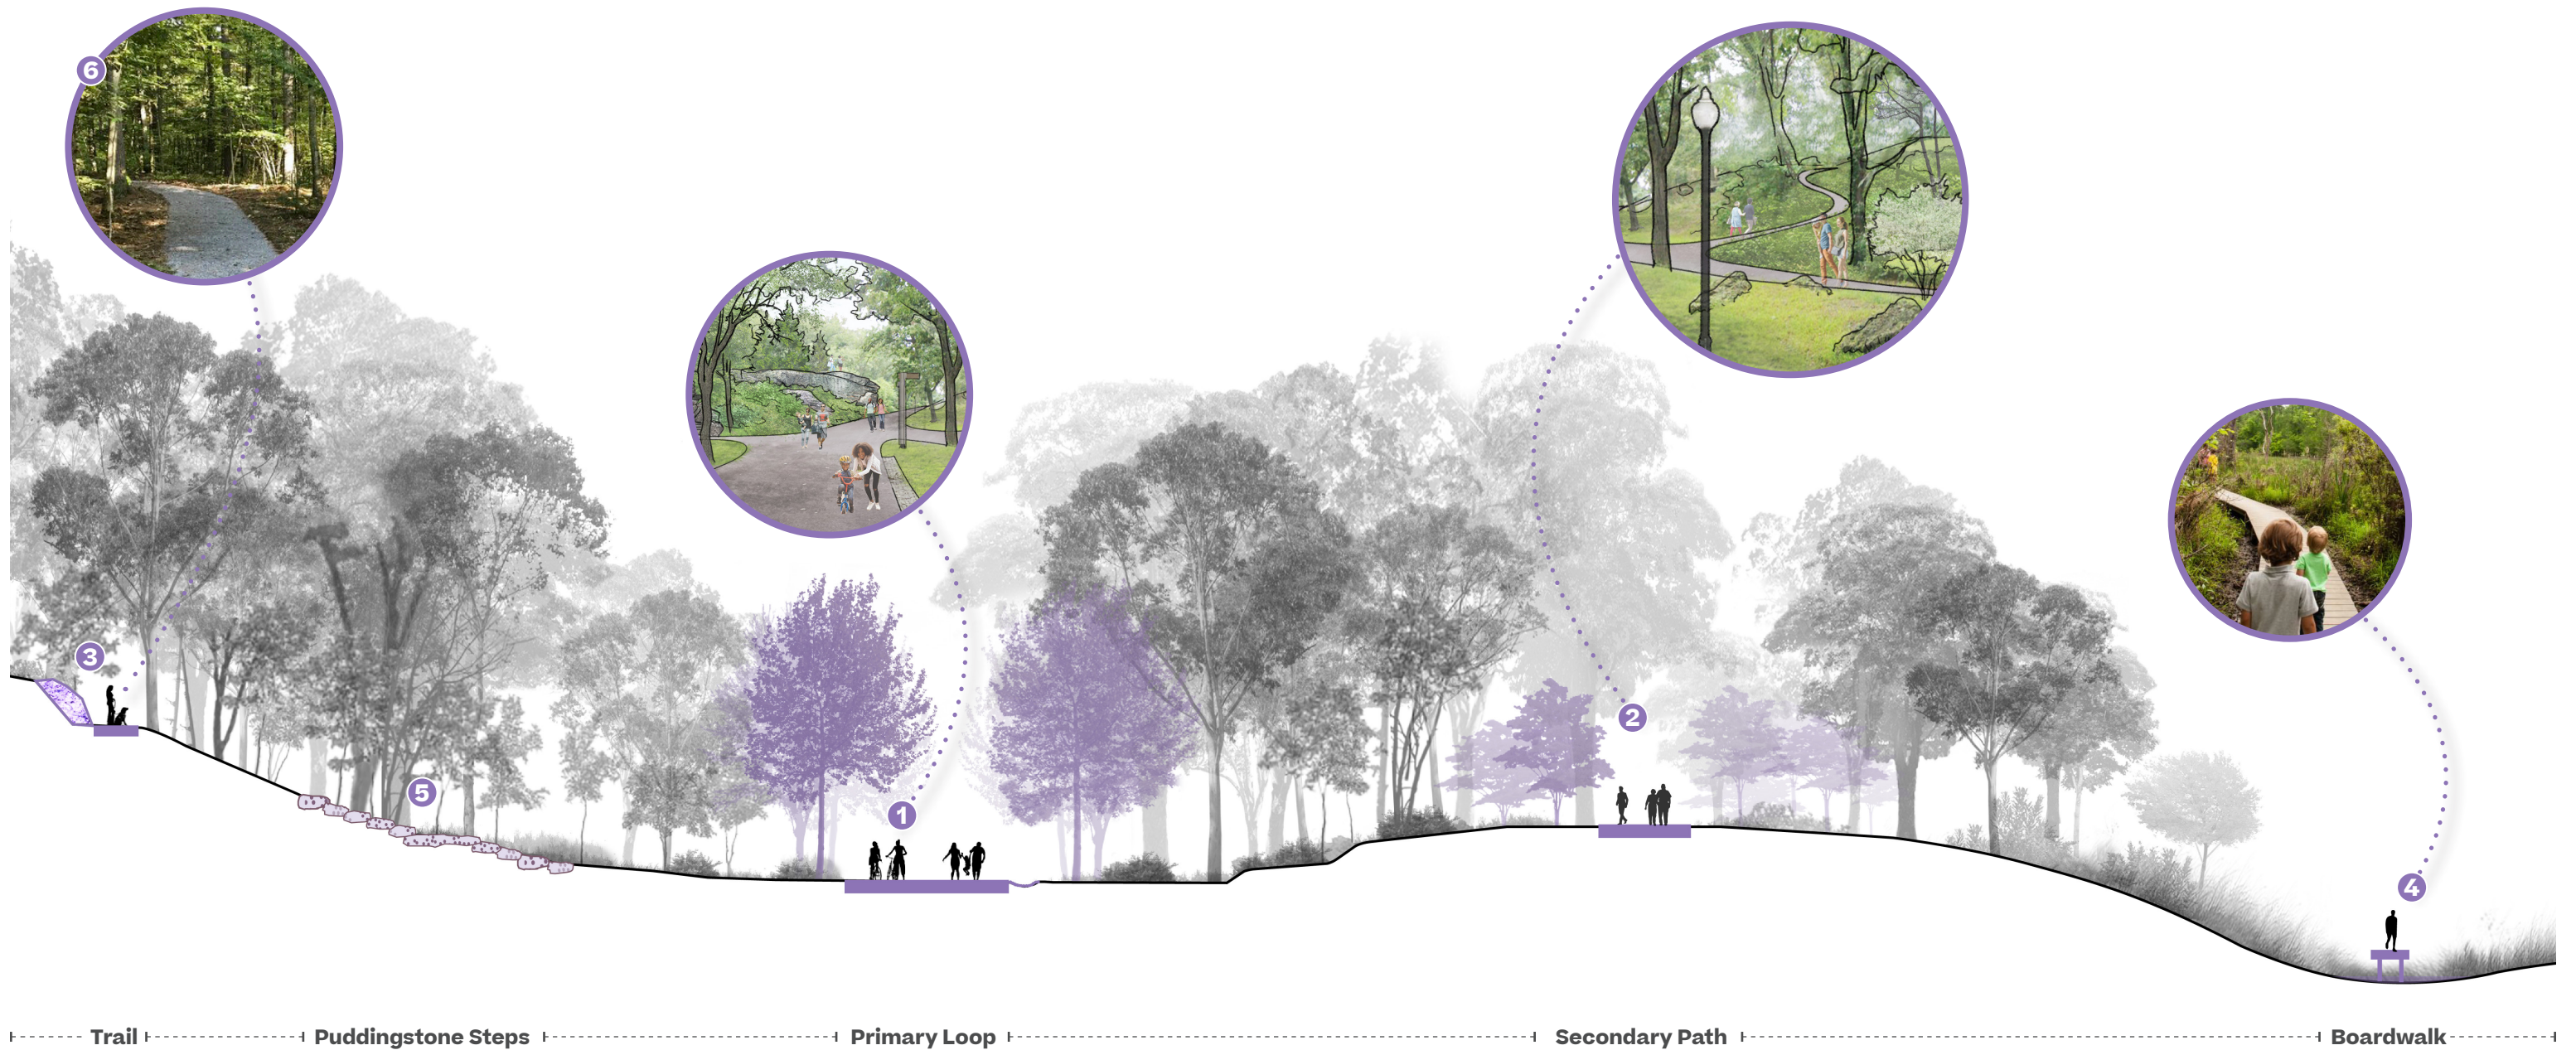 6
3
5
1
2
4
Trail
Puddingstone Steps
Primary Loop
Secondary Path
Boardwalk